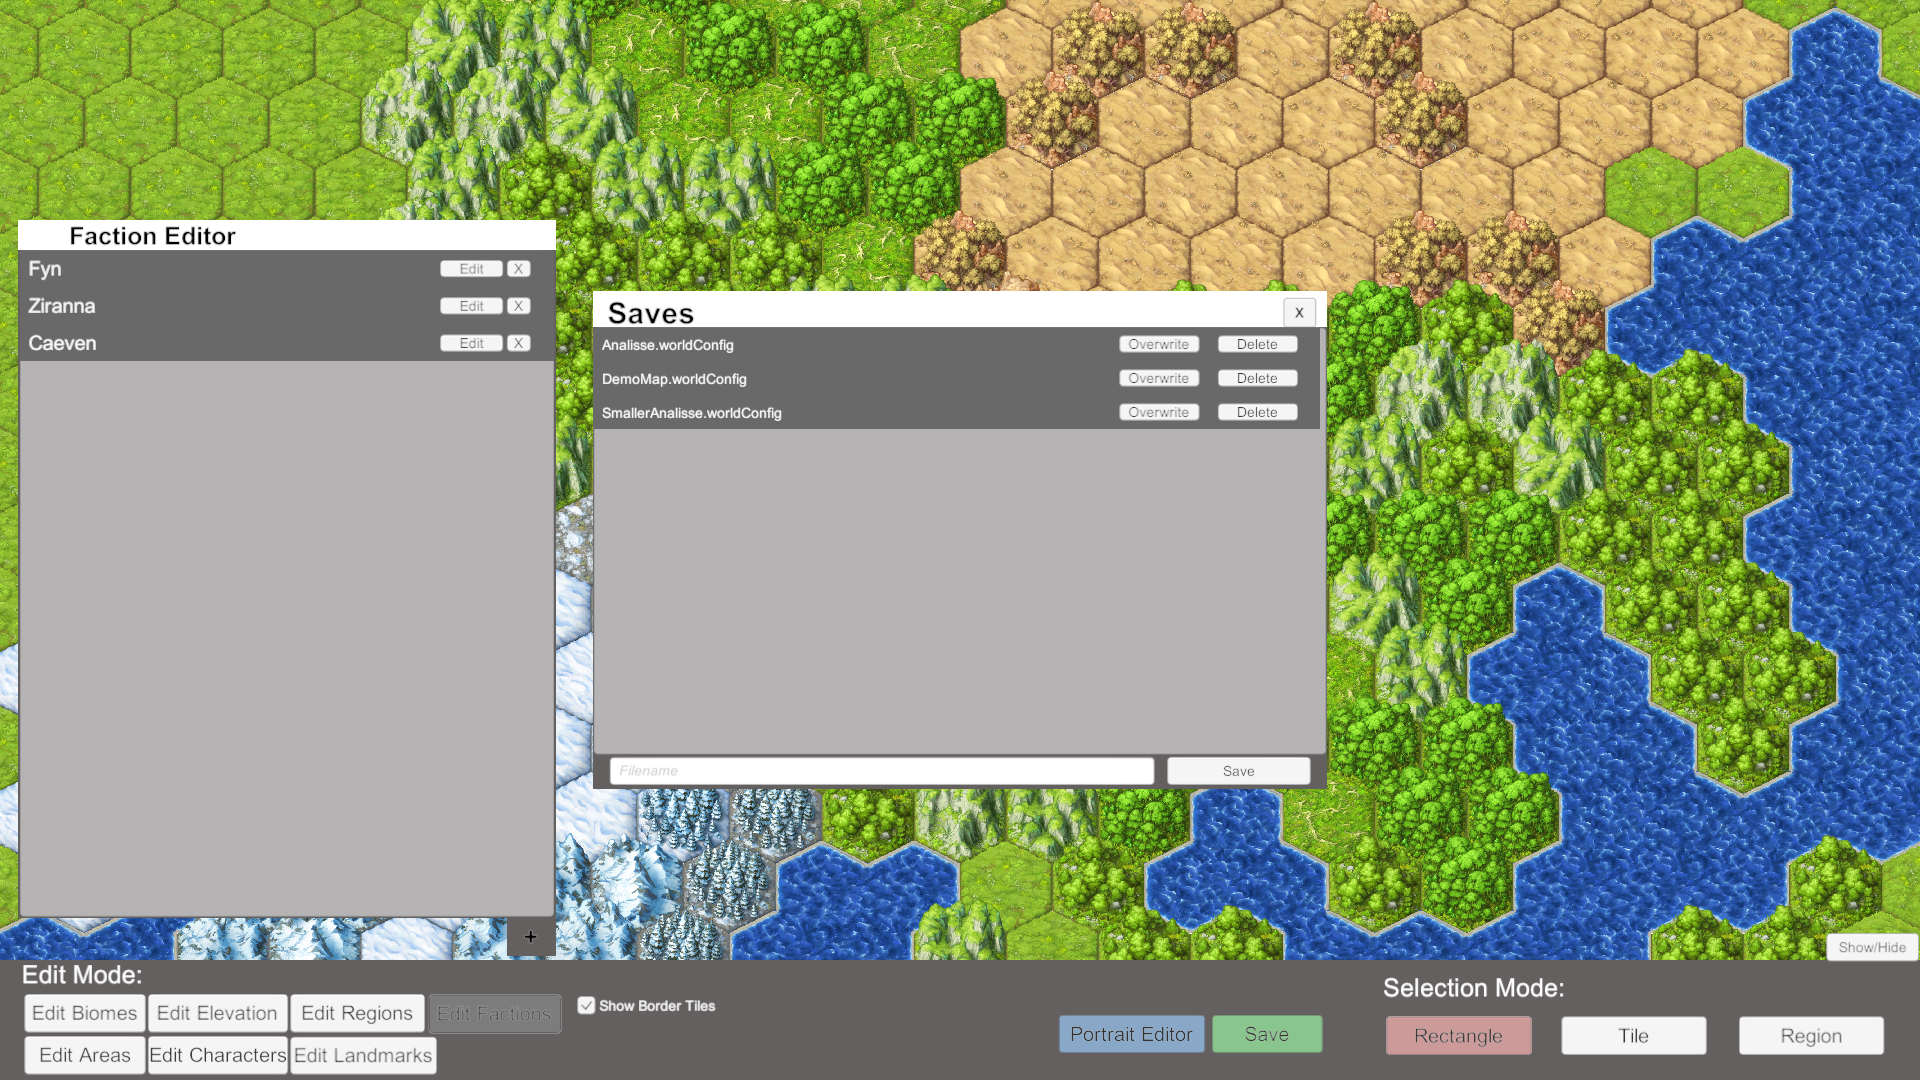 Faction Editor
Fyn Edit X
Ziranna Edit X
Caeven Edit X
+
Saves X
Analisse.worldConfig Overwrite Delete
DemoMap.worldConfig Overwrite Delete
SmallerAnalisse.worldConfig Overwrite Delete
Filename Save
Show/Hide
Edit Mode:
Edit Biomes Edit Elevation Edit Regions Edit Factions
Edit Areas Edit Characters Edit Landmarks
Show Border Tiles
Portrait Editor Save
Selection Mode:
Rectangle Tile Region